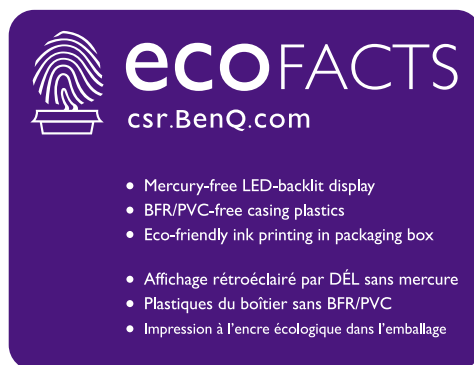 ecoFACTS
csr.BenQ.com
• Mercury-free LED-backlit display
• BFR/PVC-free casing plastics
• Eco-friendly ink printing in packaging box
• Affichage rétroéclairé par DÉL sans mercure
• Plastiques du boîtier sans BFR/PVC
• Impression à l'encre écologique dans l'emballage